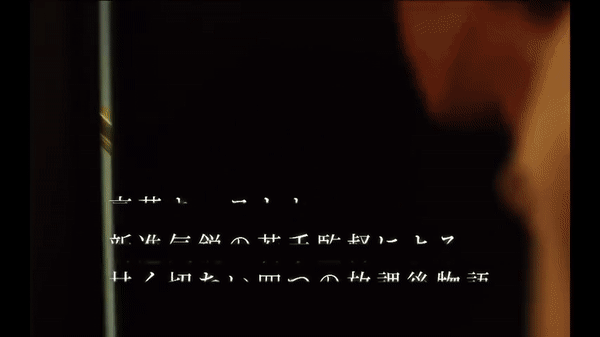 新進気鋭の若手監督による
甘く切ない四つの放課後物語